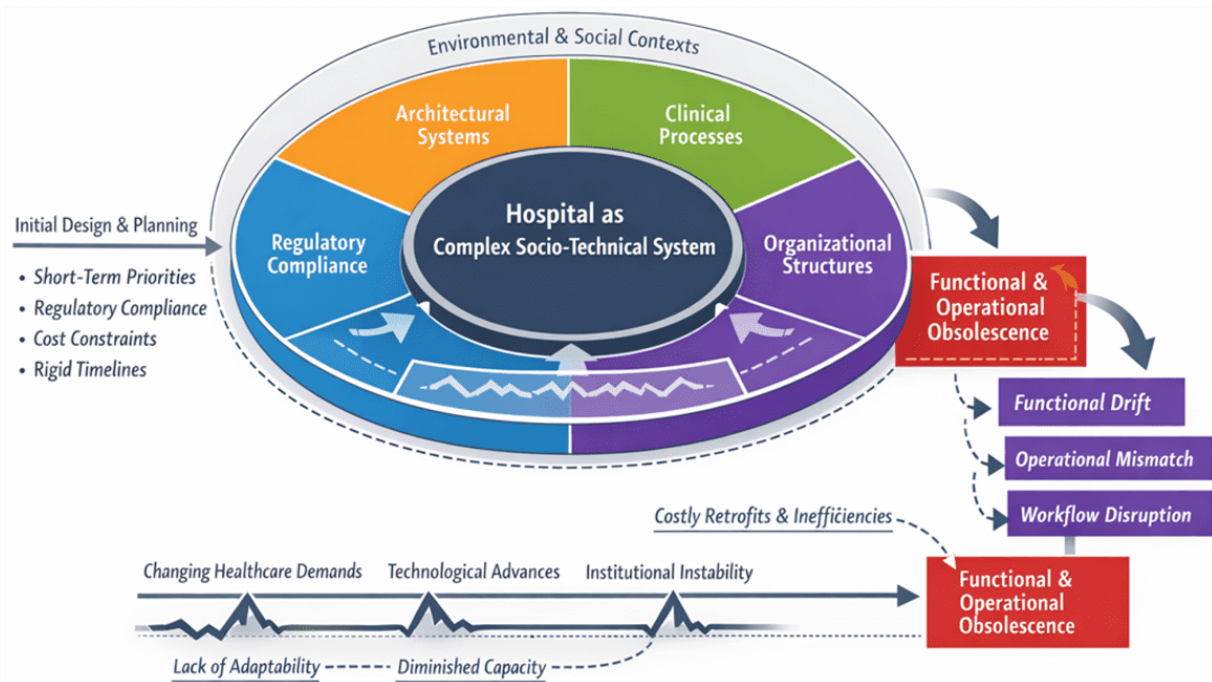 Environmental & Social Contexts
Architectural
Systems
Clinical
Processes
Hospital as
Complex Socio-Technical System
Regulatory
Compliance
Organizational
Structures
Initial Design & Planning
• Short-Term Priorities
• Regulatory Compliance
• Cost Constraints
• Rigid Timelines
Functional &
Operational
Obsolescence
Functional Drift
Operational Mismatch
Workflow Disruption
Costly Retrofits & Inefficiencies
Changing Healthcare Demands
Technological Advances
Institutional Instability
Functional &
Operational
Obsolescence
Lack of Adaptability
Diminished Capacity